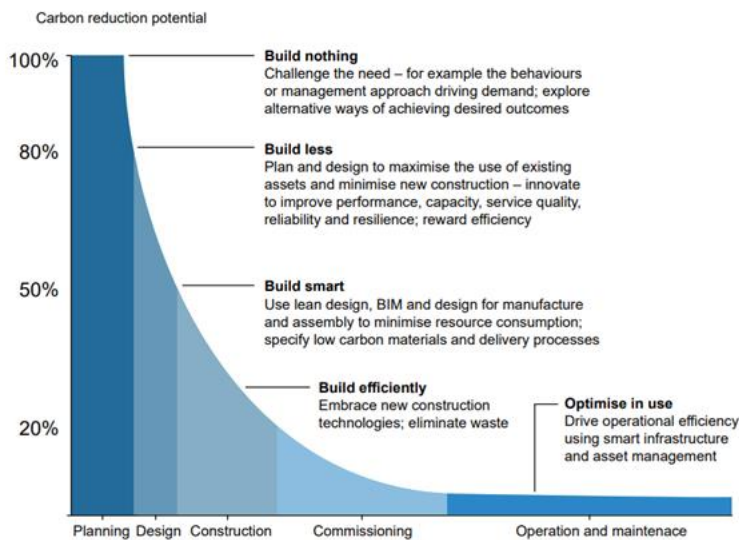 Carbon reduction potential
100%
Build nothing
Challenge the need – for example the behaviours
or management approach driving demand; explore
alternative ways of achieving desired outcomes
80%
Build less
Plan and design to maximise the use of existing
assets and minimise new construction – innovate
to improve performance, capacity, service quality,
reliability and resilience; reward efficiency
50%
Build smart
Use lean design, BIM and design for manufacture
and assembly to minimise resource consumption;
specify low carbon materials and delivery processes
Build efficiently
Embrace new construction
technologies; eliminate waste
Optimise in use
Drive operational efficiency
using smart infrastructure
and asset management
20%
Planning Design Construction Commissioning Operation and maintenace